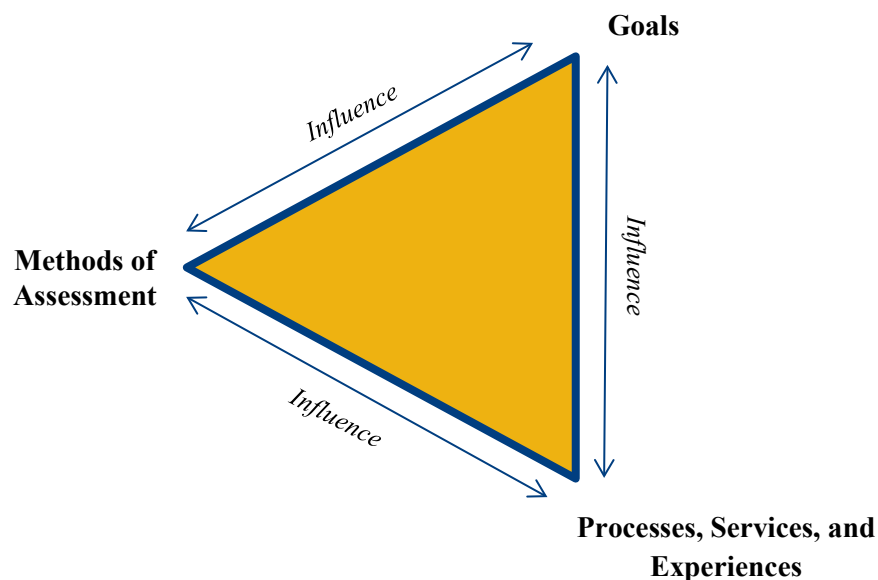 Goals
Influence
Influence
Methods of
Assessment
Influence
Processes, Services, and
Experiences